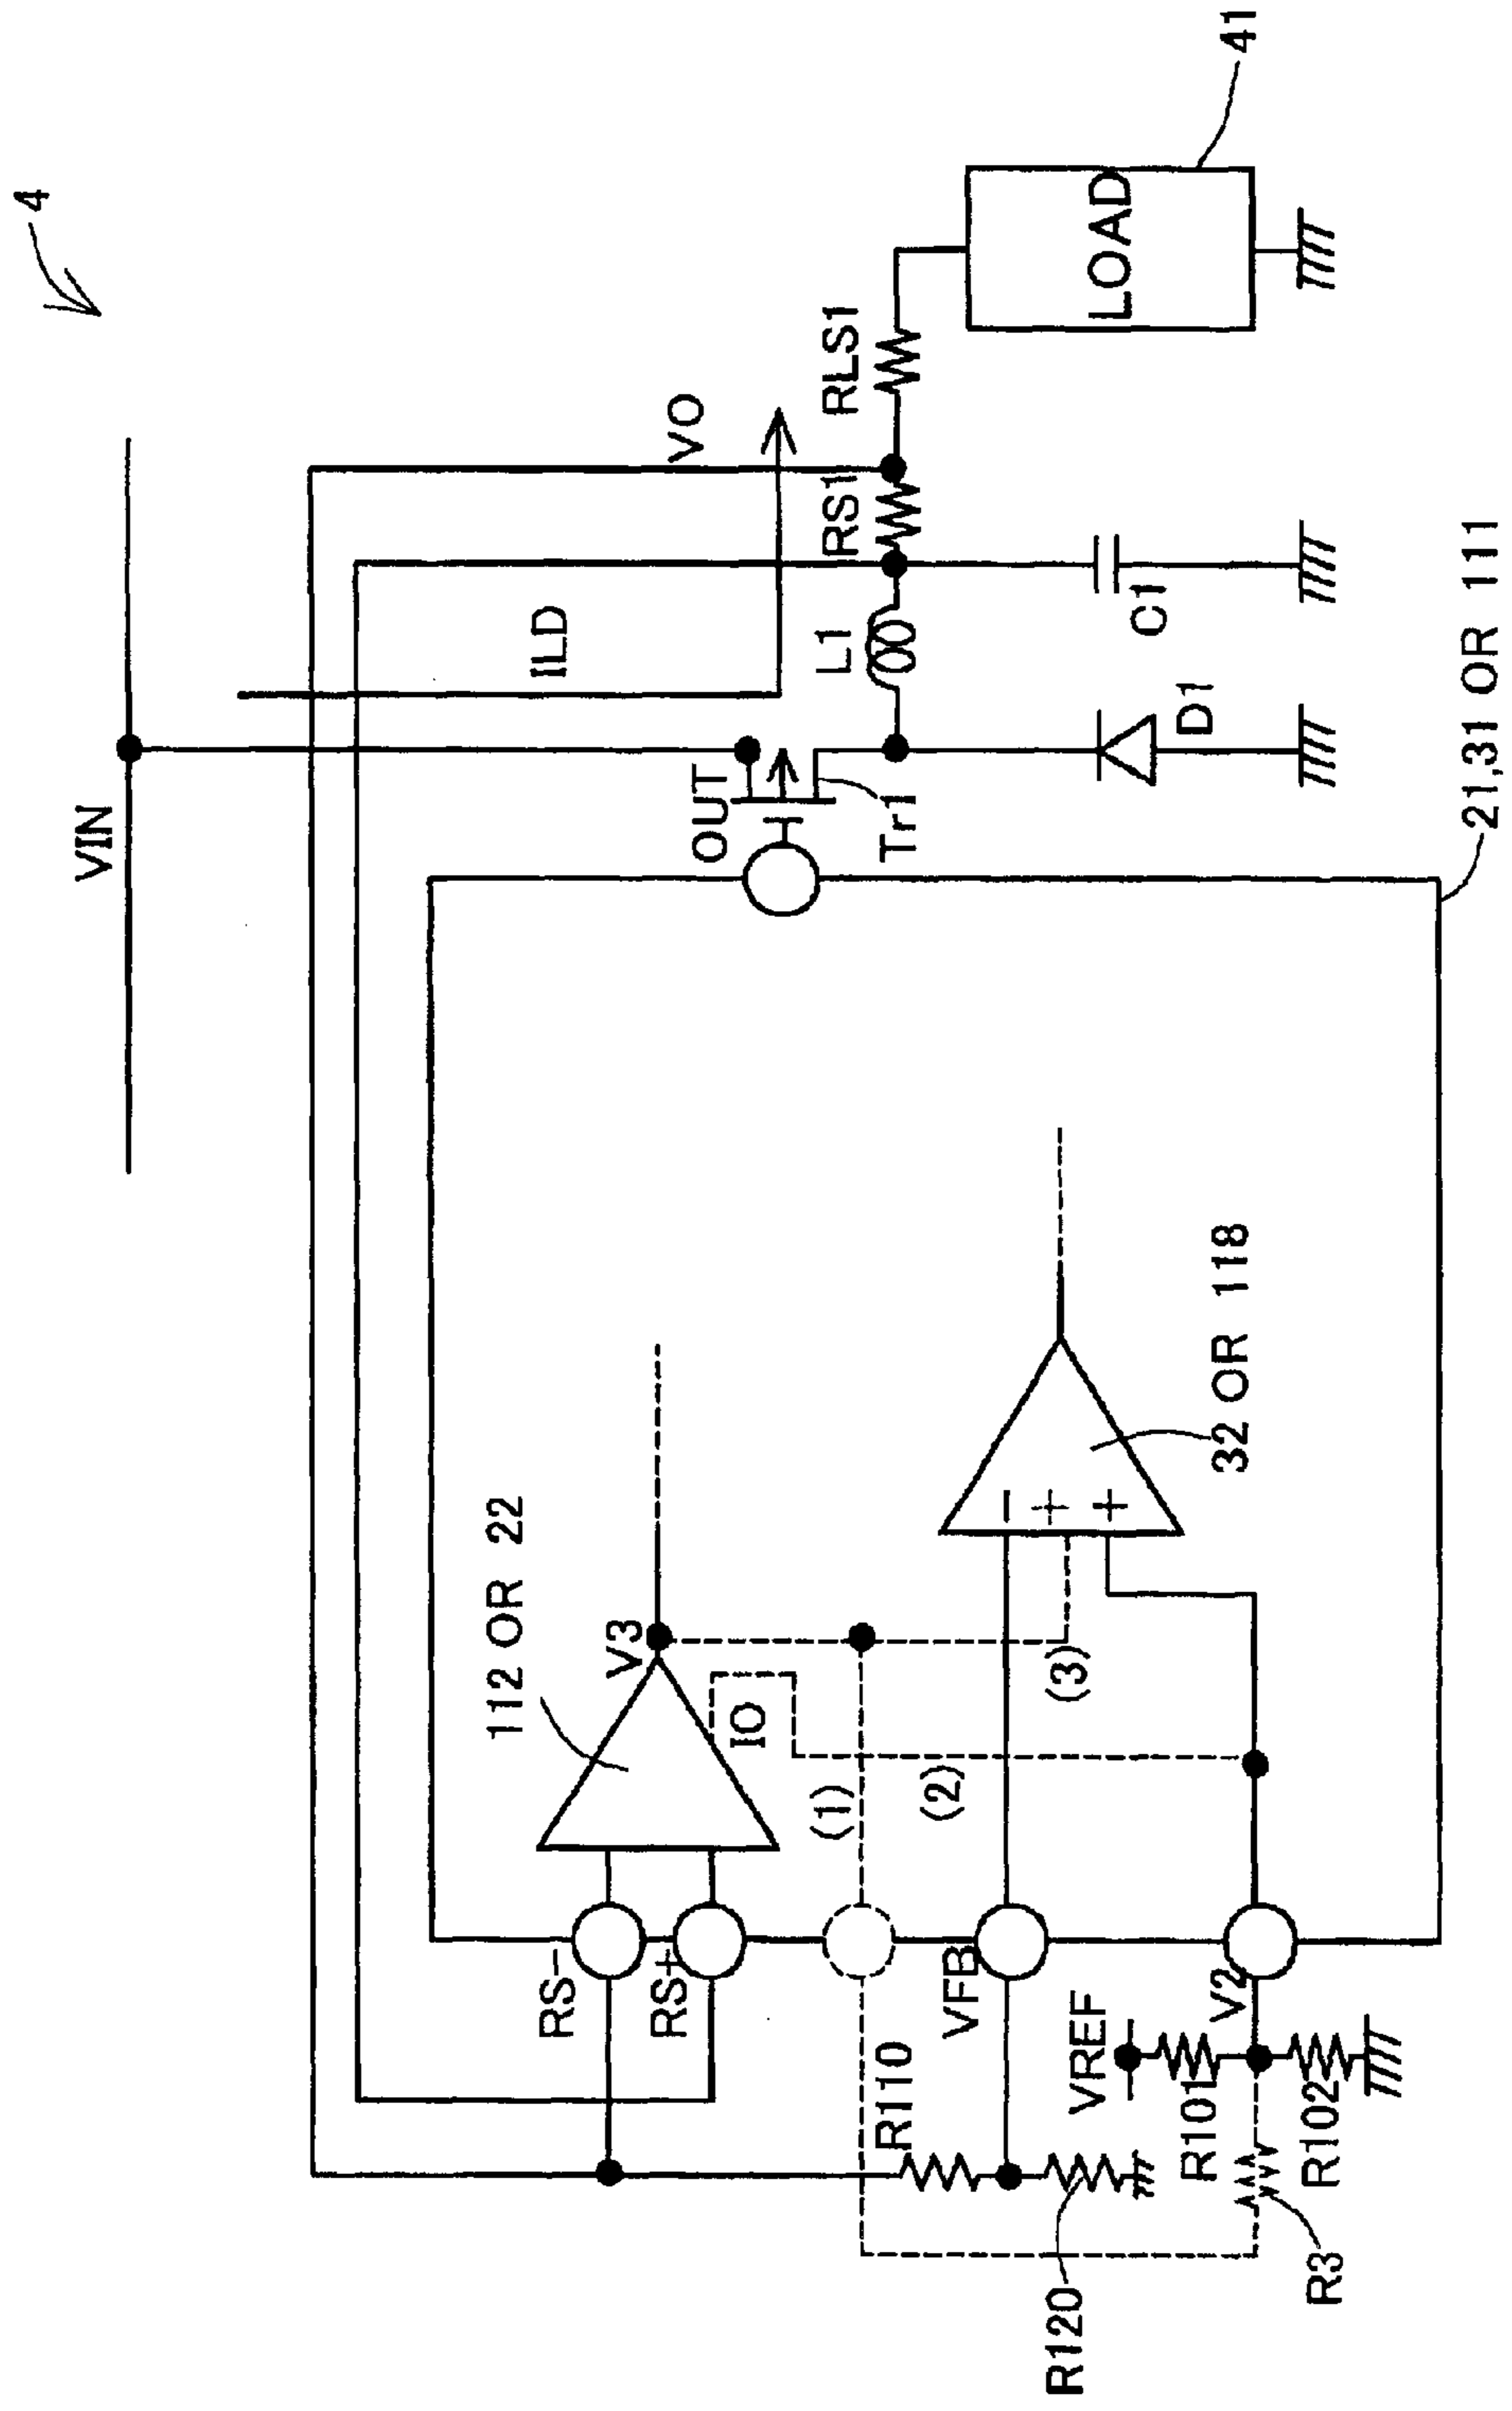 4
VIN
ILD
VO
OUT
Tr1
L1
RS1
RLS1
D1
C1
LOAD
41
21,31 OR 111
112 OR 22
V3
IO
(1)
(2)
(3)
32 OR 118
−
+
+
RS−
RS+
VFB
V2
VREF
R110
R120
R101
R102
R3